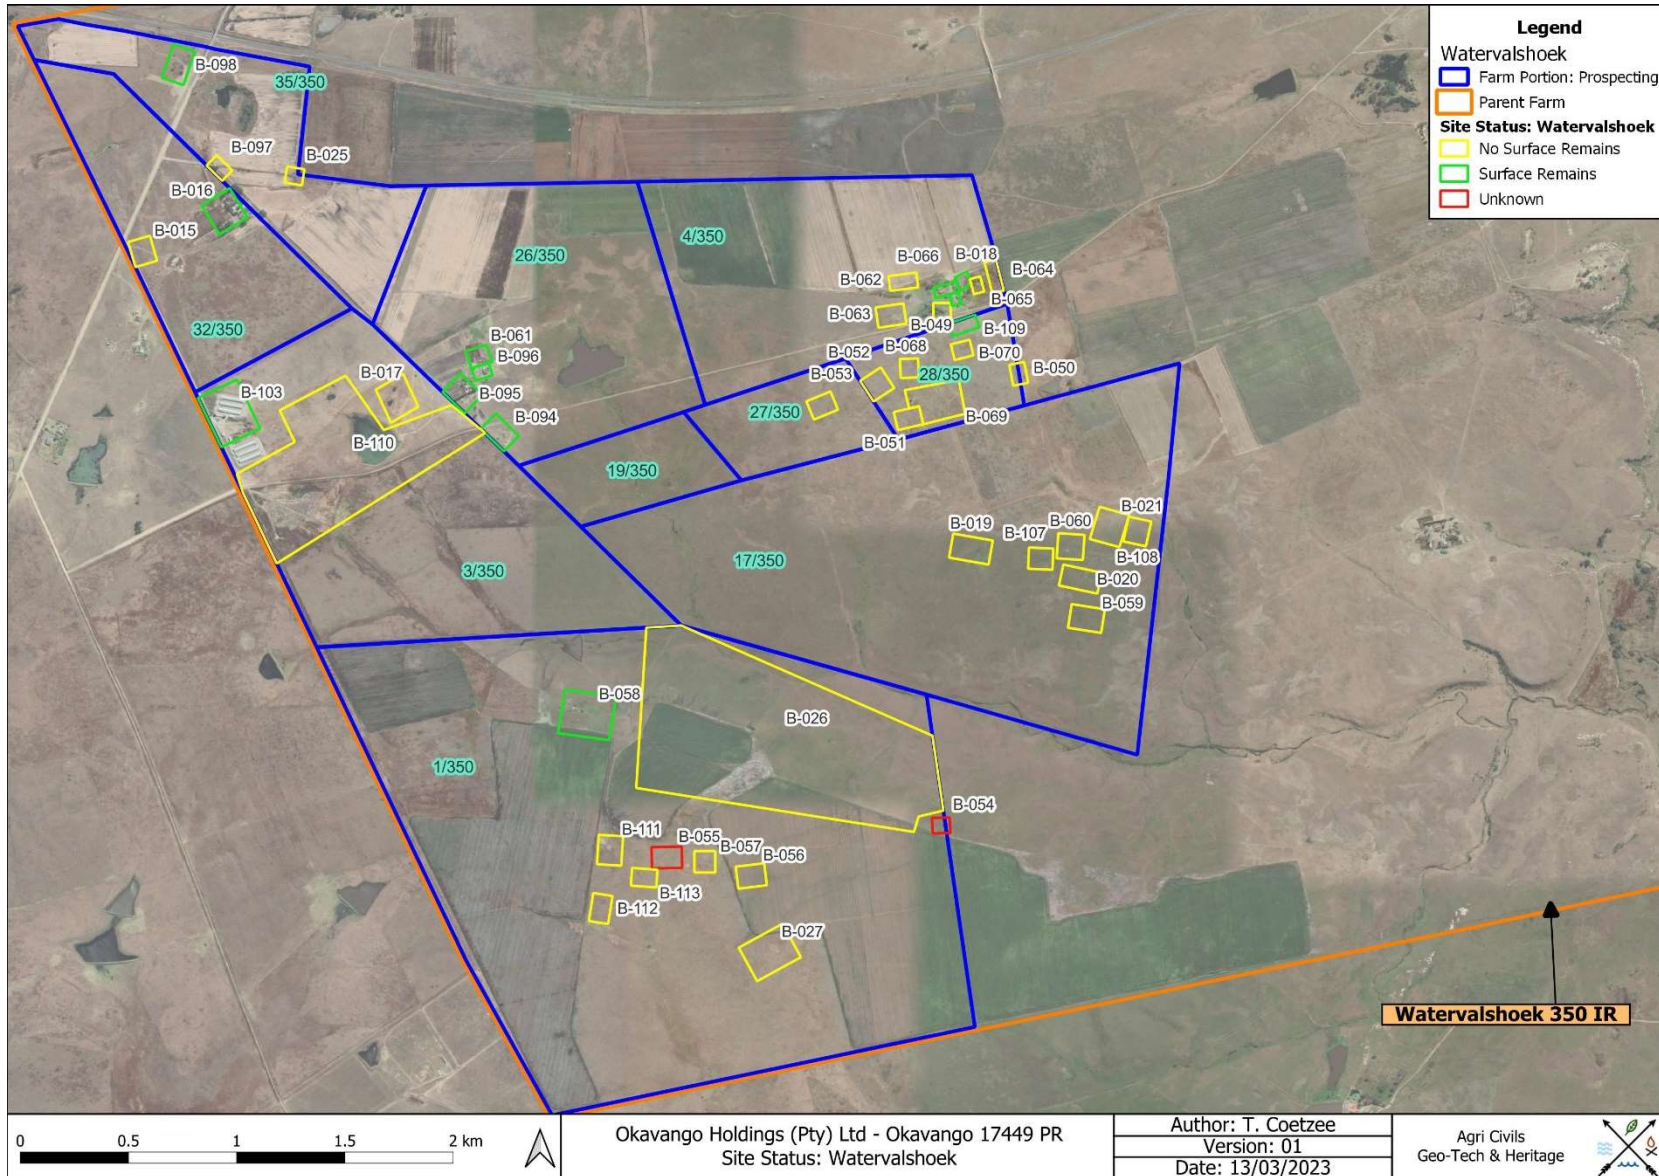 Legend
Watervalshoek
Farm Portion: Prospecting
Parent Farm
Site Status: Watervalshoek
No Surface Remains
Surface Remains
Unknown
B-098
35/350
B-097
B-025
B-016
B-015
26/350
4/350
B-066
B-018
B-062
B-064
B-065
B-063
B-049
B-109
32/350
B-061
B-096
B-068
B-070
B-052
B-050
B-053
28/350
B-017
B-103
B-095
B-094
27/350
B-069
B-110
B-051
19/350
B-021
B-019
B-107
B-060
B-108
3/350
17/350
B-020
B-059
B-058
B-026
1/350
B-054
B-111
B-055
B-057
B-056
B-113
B-112
B-027
Watervalshoek 350 IR
0 0.5 1 1.5 2 km
Okavango Holdings (Pty) Ltd - Okavango 17449 PR
Site Status: Watervalshoek
Author: T. Coetzee
Version: 01
Date: 13/03/2023
Agri Civils
Geo-Tech & Heritage